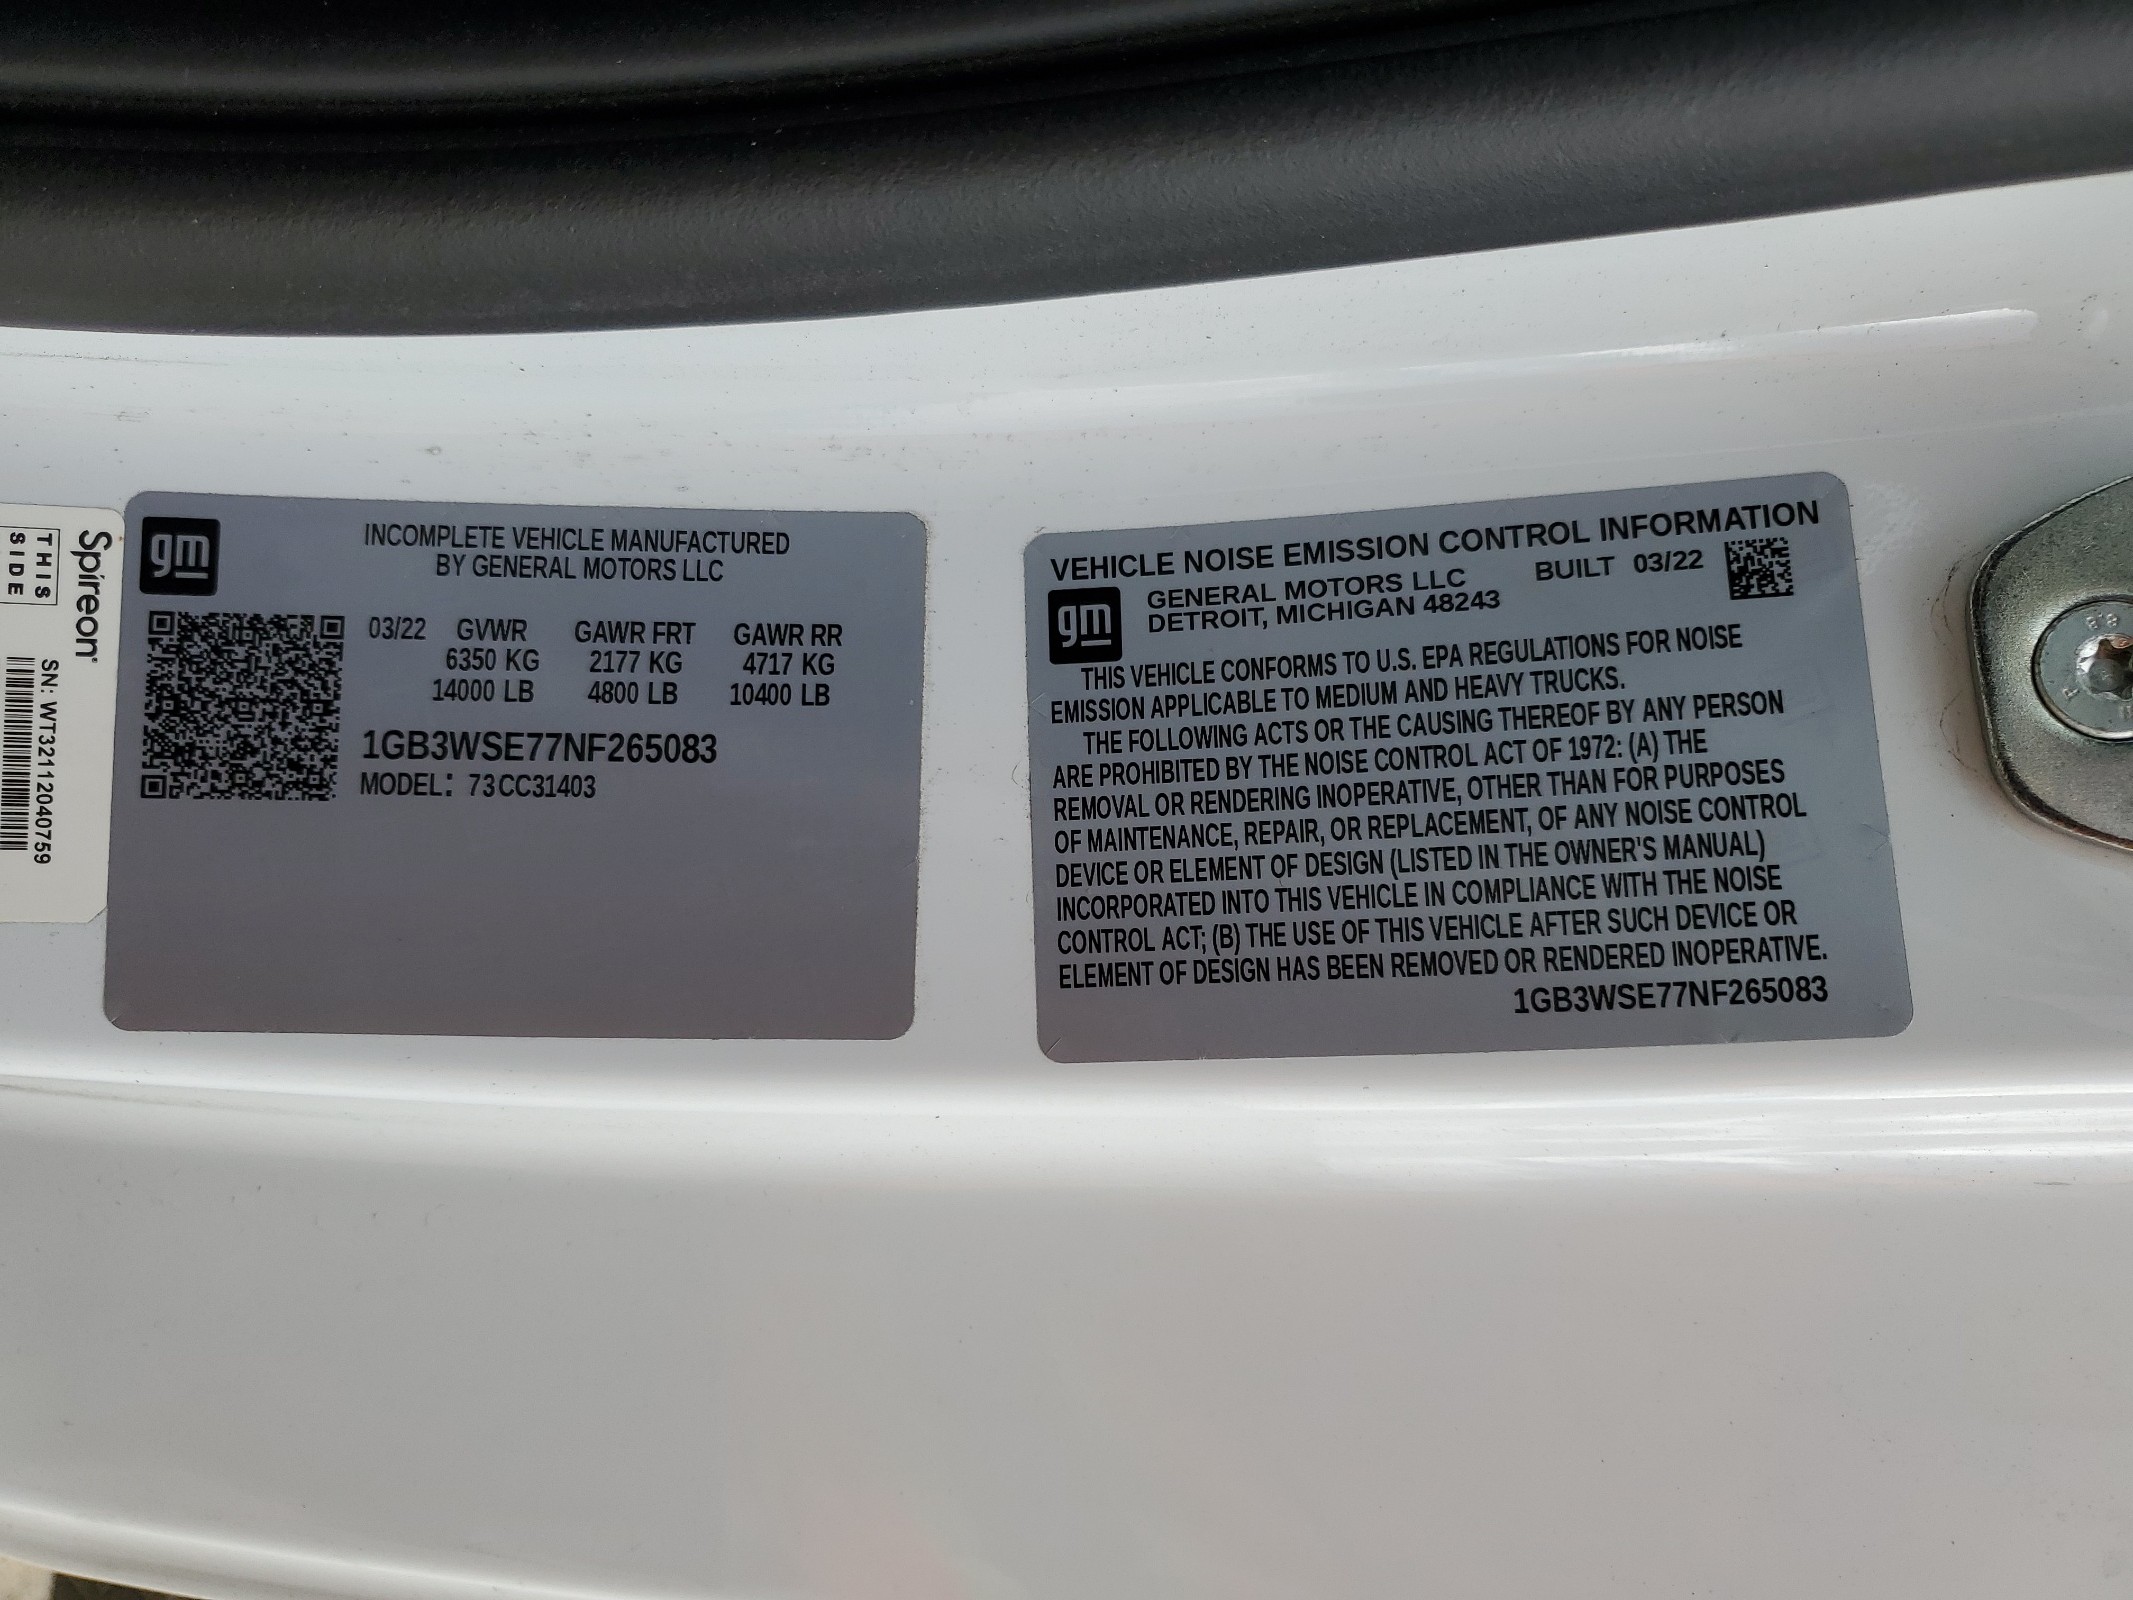 Spireon
THIS
SIDE
SN: WT32112040759
gm
INCOMPLETE VEHICLE MANUFACTURED
BY GENERAL MOTORS LLC
03/22 GVWR GAWR FRT GAWR RR
6350 KG 2177 KG 4717 KG
14000 LB 4800 LB 10400 LB
1GB3WSE77NF265083
MODEL: 73CC31403
VEHICLE NOISE EMISSION CONTROL INFORMATION
gm
GENERAL MOTORS LLC BUILT 03/22
DETROIT, MICHIGAN 48243
THIS VEHICLE CONFORMS TO U.S. EPA REGULATIONS FOR NOISE
EMISSION APPLICABLE TO MEDIUM AND HEAVY TRUCKS.
THE FOLLOWING ACTS OR THE CAUSING THEREOF BY ANY PERSON
ARE PROHIBITED BY THE NOISE CONTROL ACT OF 1972: (A) THE
REMOVAL OR RENDERING INOPERATIVE, OTHER THAN FOR PURPOSES
OF MAINTENANCE, REPAIR, OR REPLACEMENT, OF ANY NOISE CONTROL
DEVICE OR ELEMENT OF DESIGN (LISTED IN THE OWNER'S MANUAL)
INCORPORATED INTO THIS VEHICLE IN COMPLIANCE WITH THE NOISE
CONTROL ACT; (B) THE USE OF THIS VEHICLE AFTER SUCH DEVICE OR
ELEMENT OF DESIGN HAS BEEN REMOVED OR RENDERED INOPERATIVE.
1GB3WSE77NF265083
8.8